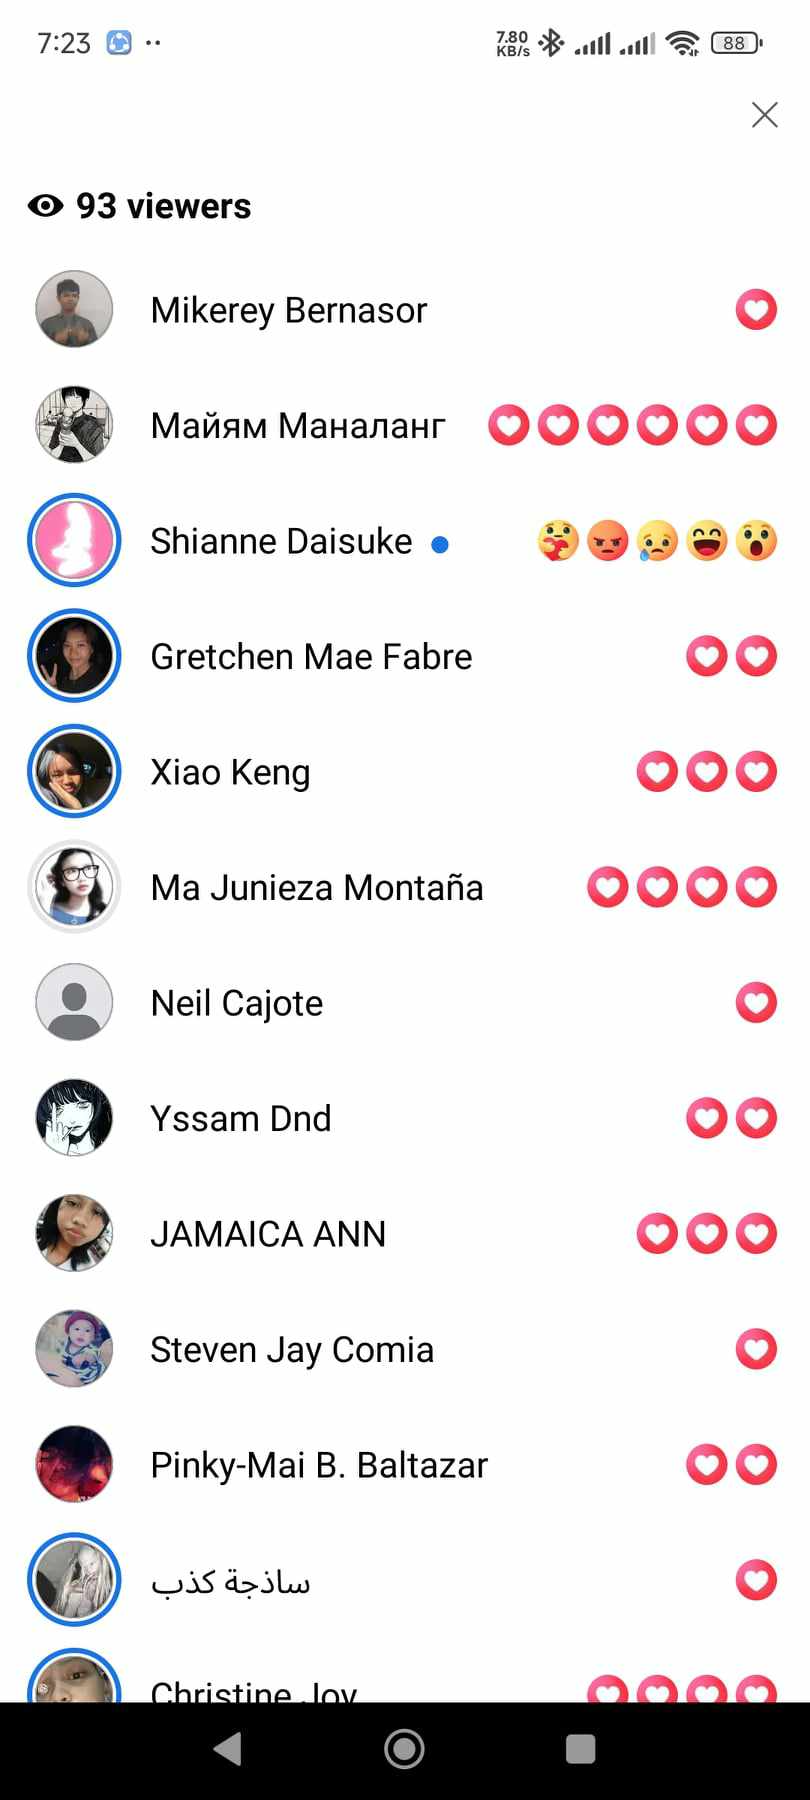 7:23
7.80
KB/s
88
93 viewers
Mikerey Bernasor
Майям Маналанг
Shianne Daisuke
Gretchen Mae Fabre
Xiao Keng
Ma Junieza Montaña
Neil Cajote
Yssam Dnd
JAMAICA ANN
Steven Jay Comia
Pinky-Mai B. Baltazar
ساذجة كذب
Christine Joy